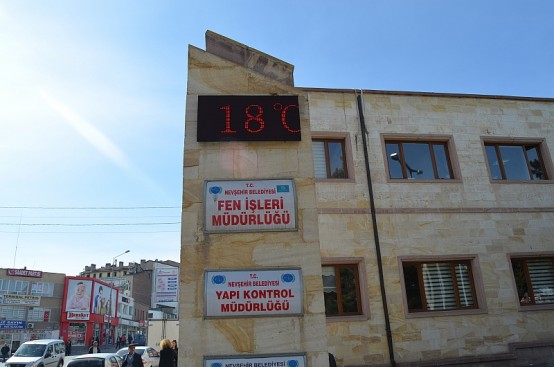 18°C
T.C.
NEVŞEHİR BELEDİYESİ
FEN İŞLERİ
MÜDÜRLÜĞÜ
T.C.
NEVŞEHİR BELEDİYESİ
YAPI KONTROL
MÜDÜRLÜĞÜ
T.C.
NEVŞEHİR BELEDİYESİ